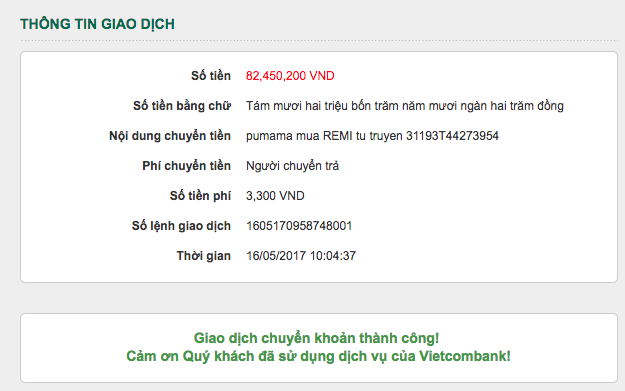 THÔNG TIN GIAO DỊCH
Số tiền 82,450,200 VND
Số tiền bằng chữ Tám mươi hai triệu bốn trăm năm mươi ngàn hai trăm đồng
Nội dung chuyển tiền pumama mua REMI tu truyen 31193T44273954
Phí chuyển tiền Người chuyển trả
Số tiền phí 3,300 VND
Số lệnh giao dịch 1605170958748001
Thời gian 16/05/2017 10:04:37
Giao dịch chuyển khoản thành công!
Cảm ơn Quý khách đã sử dụng dịch vụ của Vietcombank!